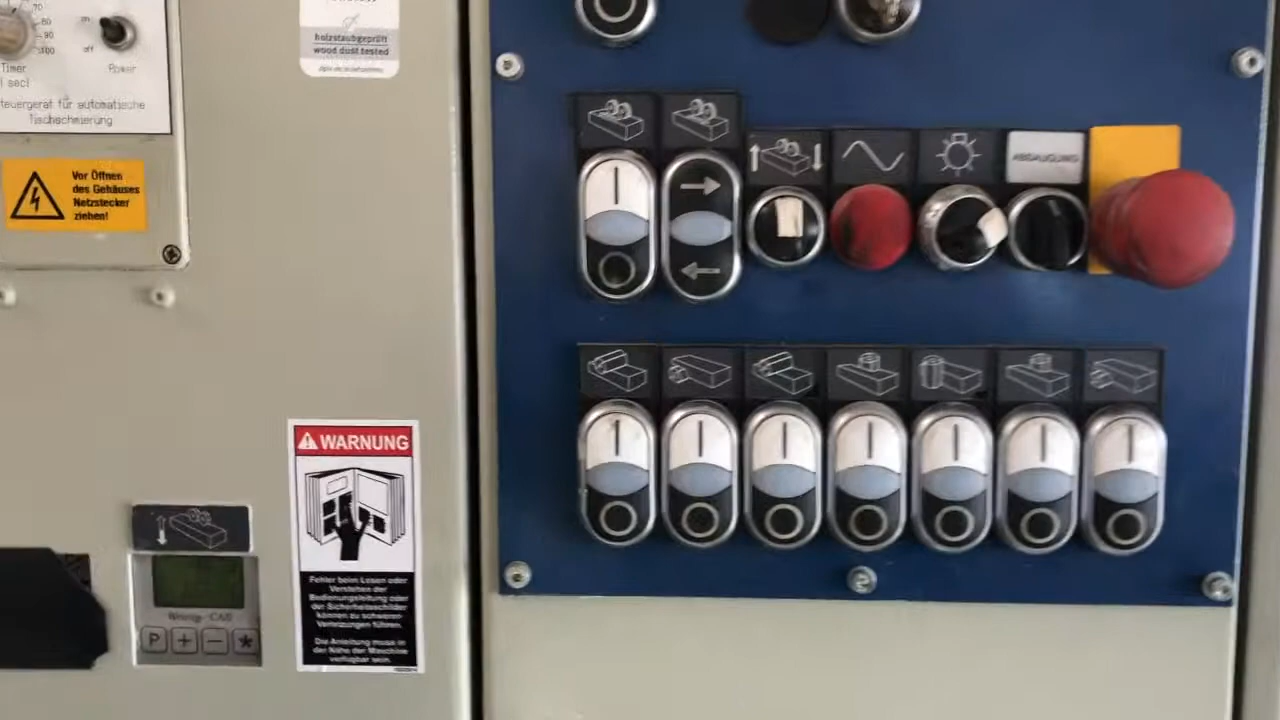 70
80
90
100
on
off
Timer
Power
[sec]
teuergerät für automatische
Tischschmierung
holzstaubgeprüft
wood dust tested
Vor Öffnen
des Gehäuses
Netzstecker
ziehen!
ABSAUGUNG
WARNUNG
Fehler beim Lesen oder
Verstehen der
Bedienungsleitung oder
der Sicherheitsschilder
können zu schweren
Verletzungen führen.
Die Anleitung muss in
der Nähe der Maschine
verfügbar sein.
P + − *